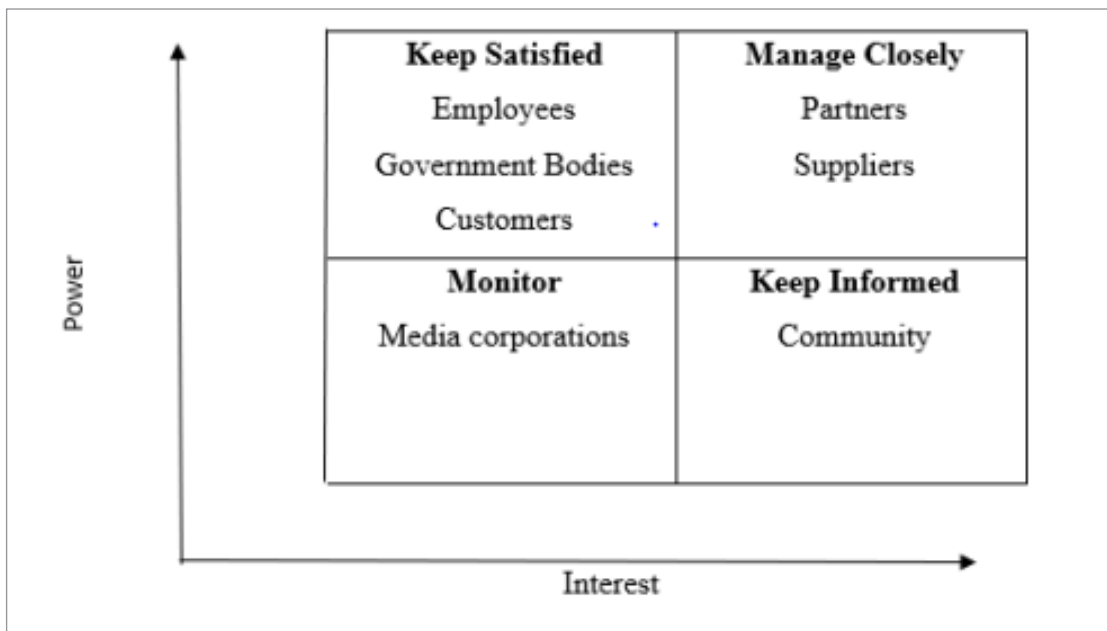 Keep Satisfied
Employees
Government Bodies
Customers
Manage Closely
Partners
Suppliers
Monitor
Media corporations
Keep Informed
Community
Power
Interest